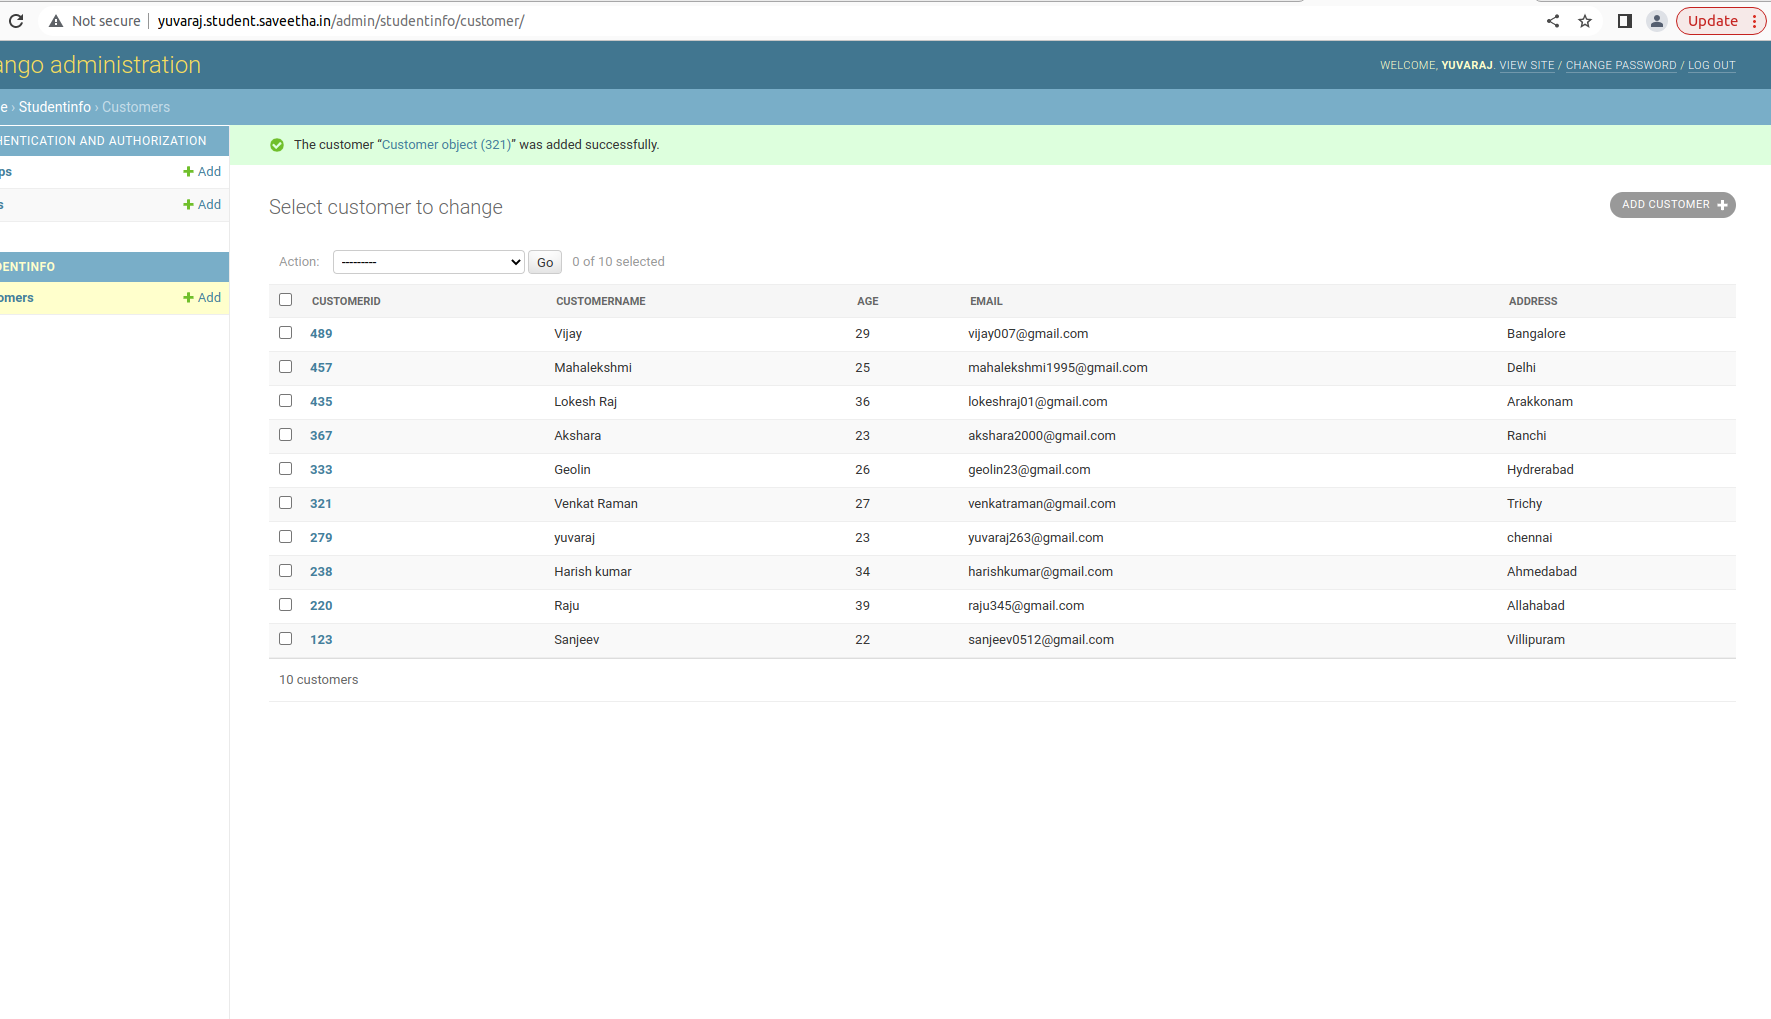 Not secure yuvaraj.student.saveetha.in/admin/studentinfo/customer/ Update
ango administration
WELCOME, YUVARAJ. VIEW SITE / CHANGE PASSWORD / LOG OUT
e › Studentinfo › Customers
HENTICATION AND AUTHORIZATION
ps + Add
s + Add
DENTINFO
omers + Add
The customer “Customer object (321)” was added successfully.
Select customer to change
ADD CUSTOMER +
Action: --------- Go 0 of 10 selected
CUSTOMERID CUSTOMERNAME AGE EMAIL ADDRESS
489 Vijay 29 vijay007@gmail.com Bangalore
457 Mahalekshmi 25 mahalekshmi1995@gmail.com Delhi
435 Lokesh Raj 36 lokeshraj01@gmail.com Arakkonam
367 Akshara 23 akshara2000@gmail.com Ranchi
333 Geolin 26 geolin23@gmail.com Hydrerabad
321 Venkat Raman 27 venkatraman@gmail.com Trichy
279 yuvaraj 23 yuvaraj263@gmail.com chennai
238 Harish kumar 34 harishkumar@gmail.com Ahmedabad
220 Raju 39 raju345@gmail.com Allahabad
123 Sanjeev 22 sanjeev0512@gmail.com Villipuram
10 customers